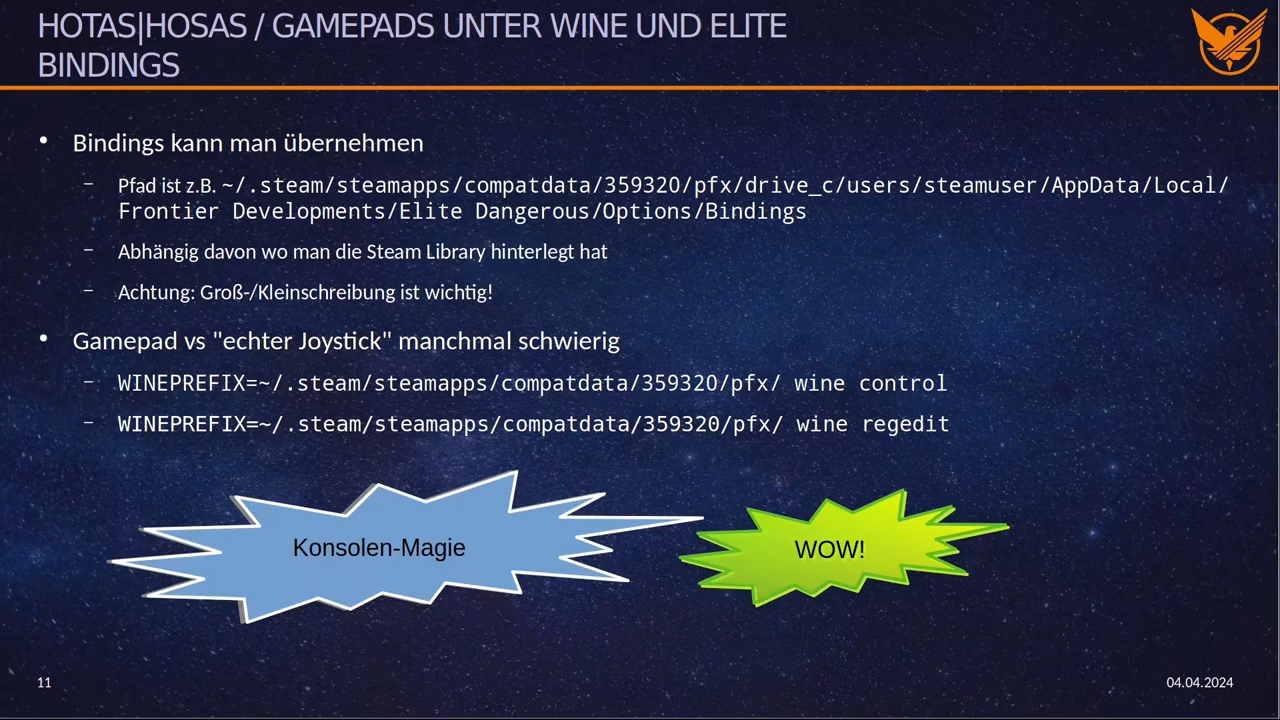 HOTAS|HOSAS / GAMEPADS UNTER WINE UND ELITE
BINDINGS
• Bindings kann man übernehmen
– Pfad ist z.B. ~/.steam/steamapps/compatdata/359320/pfx/drive_c/users/steamuser/AppData/Local/
Frontier Developments/Elite Dangerous/Options/Bindings
– Abhängig davon wo man die Steam Library hinterlegt hat
– Achtung: Groß-/Kleinschreibung ist wichtig!
• Gamepad vs "echter Joystick" manchmal schwierig
– WINEPREFIX=~/.steam/steamapps/compatdata/359320/pfx/ wine control
– WINEPREFIX=~/.steam/steamapps/compatdata/359320/pfx/ wine regedit
Konsolen-Magie
WOW!
11
04.04.2024